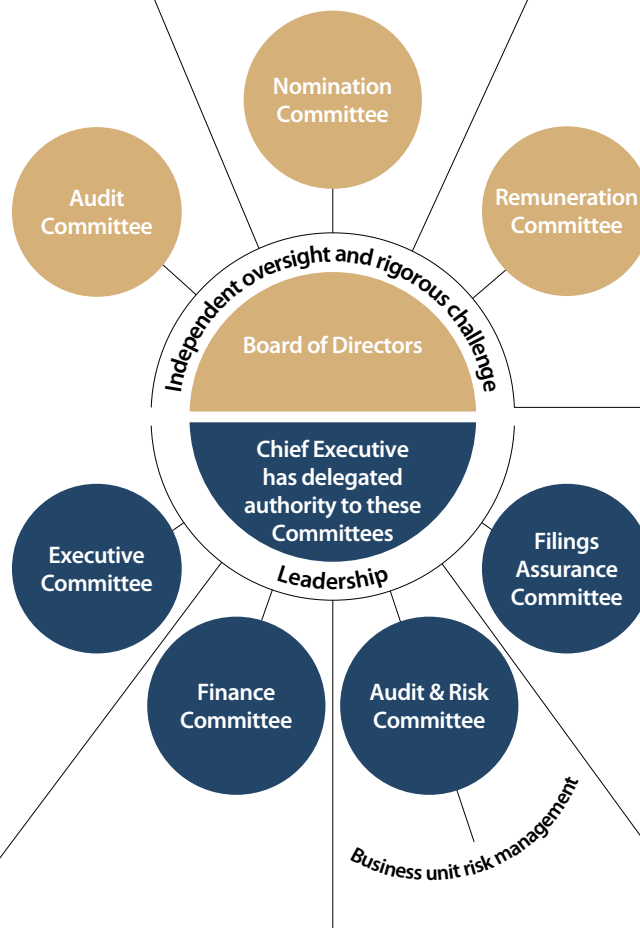 Nomination
Committee
Audit
Committee
Remuneration
Committee
Independent oversight and rigorous challenge
Board of Directors
Chief Executive
has delegated
authority to these
Committees
Leadership
Executive
Committee
Filings
Assurance
Committee
Finance
Committee
Audit & Risk
Committee
Business unit risk management